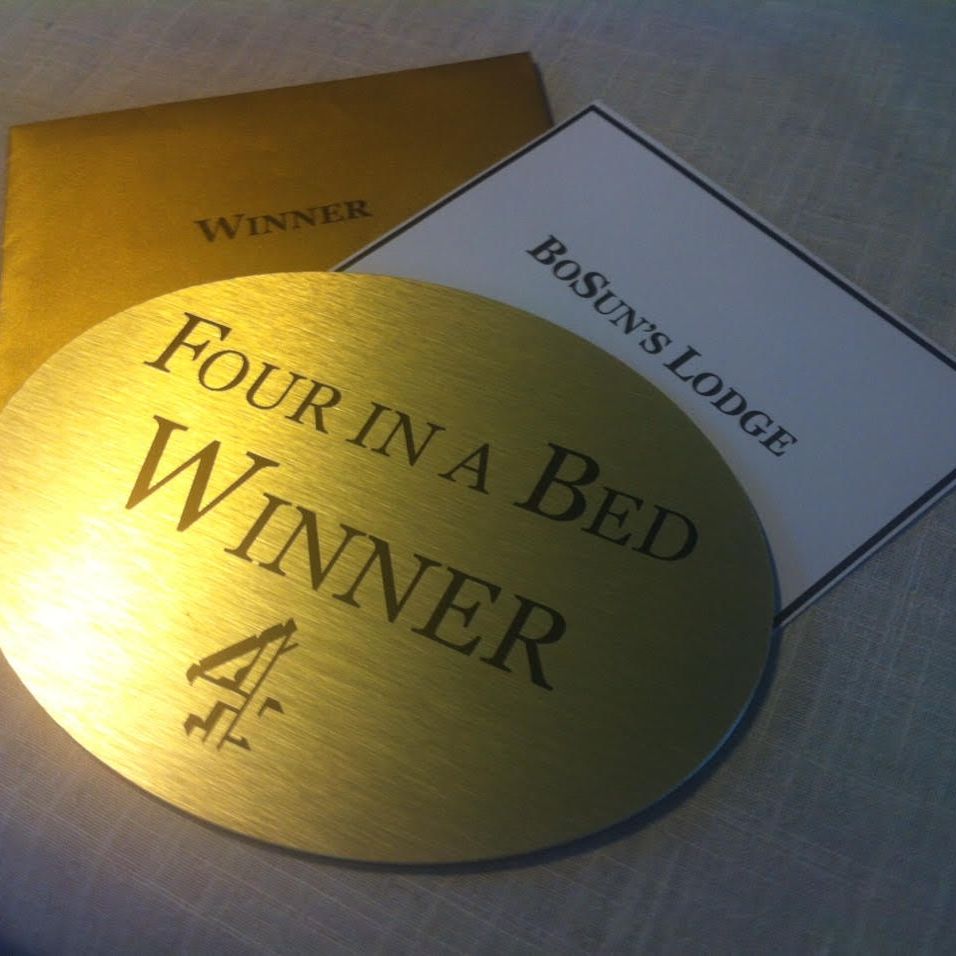 WINNER
BOSUN'S LODGE
FOUR IN A BED
WINNER
4